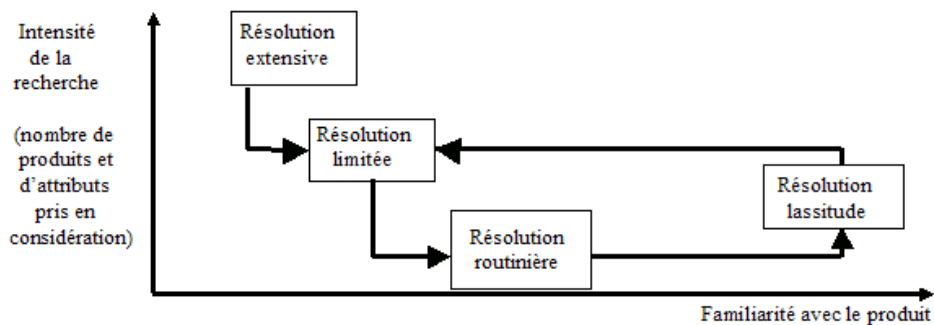 Intensité
de la
recherche
(nombre de
produits et
d'attributs
pris en
considération)
Résolution
extensive
Résolution
limitée
Résolution
routinière
Résolution
lassitude
Familiarité avec le produit